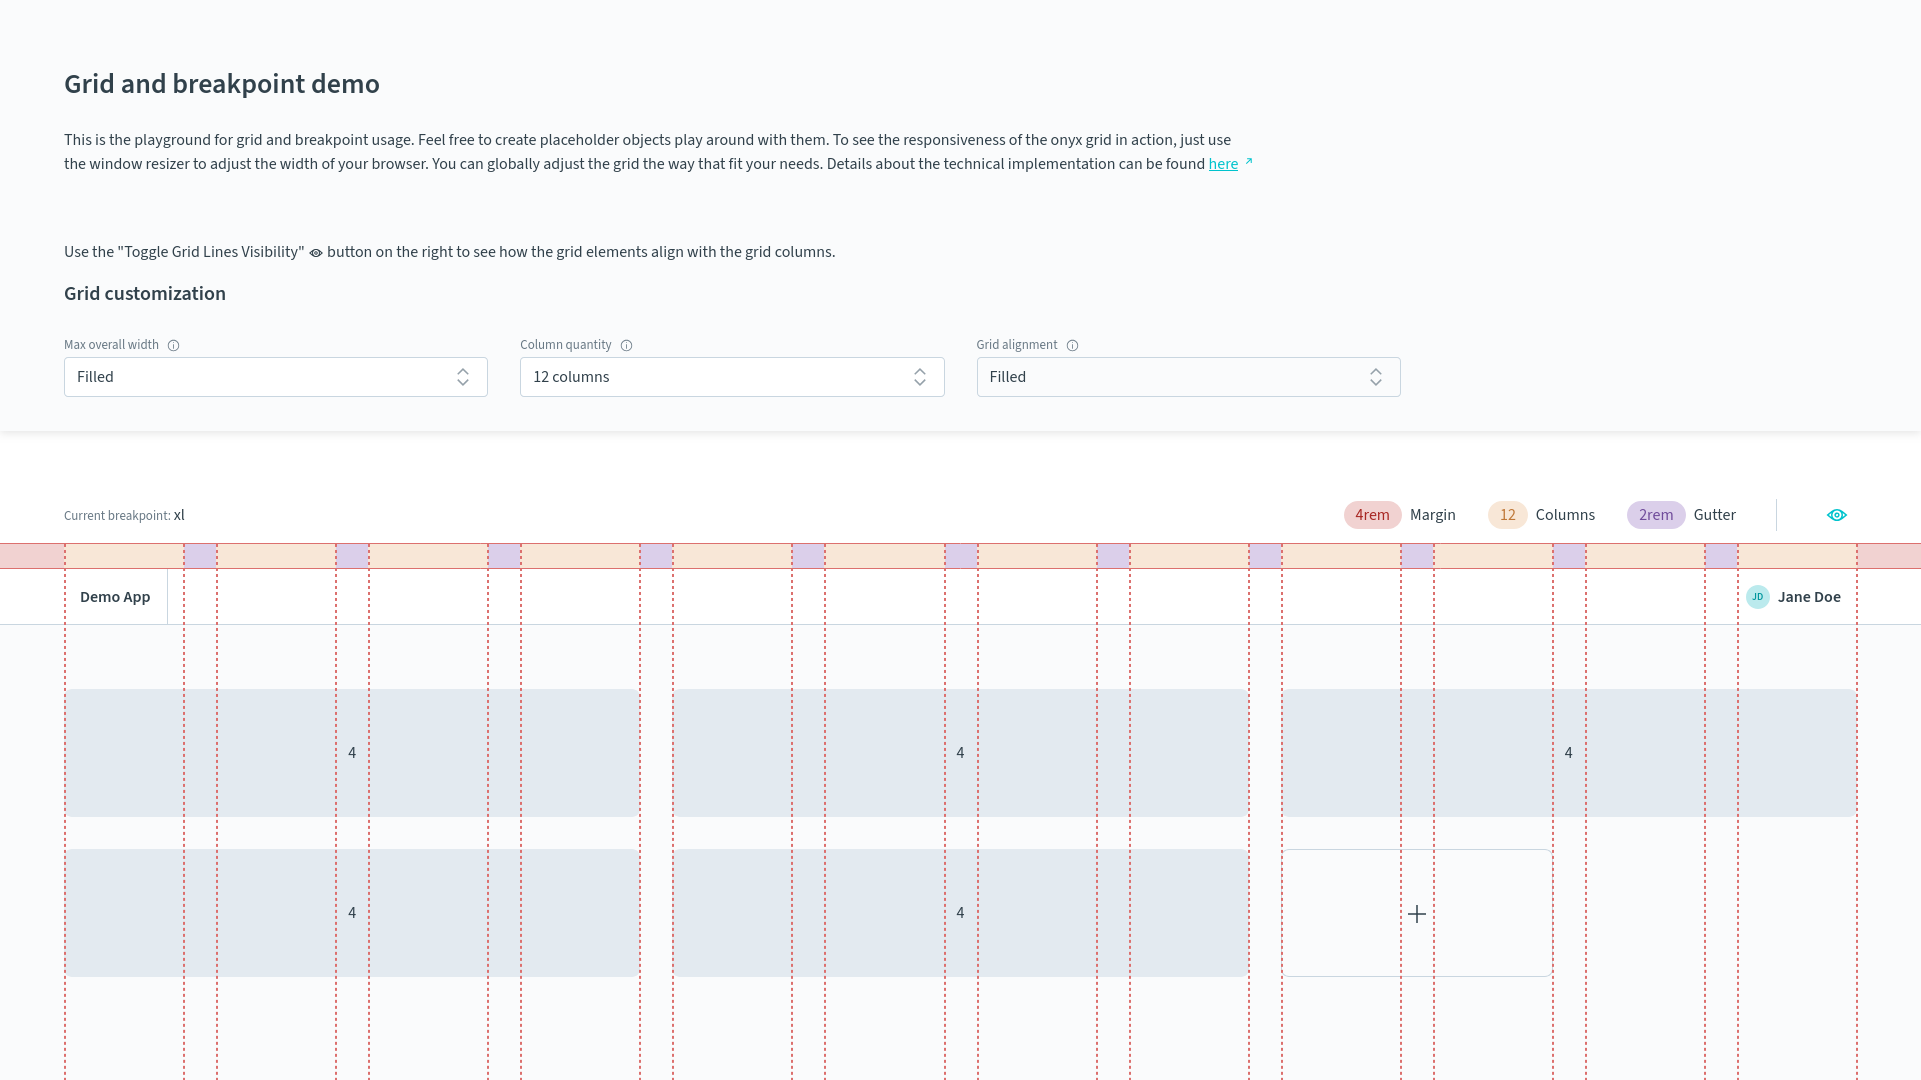 Grid and breakpoint demo
This is the playground for grid and breakpoint usage. Feel free to create placeholder objects play around with them. To see the responsiveness of the onyx grid in action, just use
the window resizer to adjust the width of your browser. You can globally adjust the grid the way that fit your needs. Details about the technical implementation can be found here
Use the "Toggle Grid Lines Visibility" button on the right to see how the grid elements align with the grid columns.
Grid customization
Max overall width Column quantity Grid alignment
Filled 12 columns Filled
Current breakpoint: xl 4rem Margin 12 Columns 2rem Gutter
Demo App JD Jane Doe
4 4 4
4 4